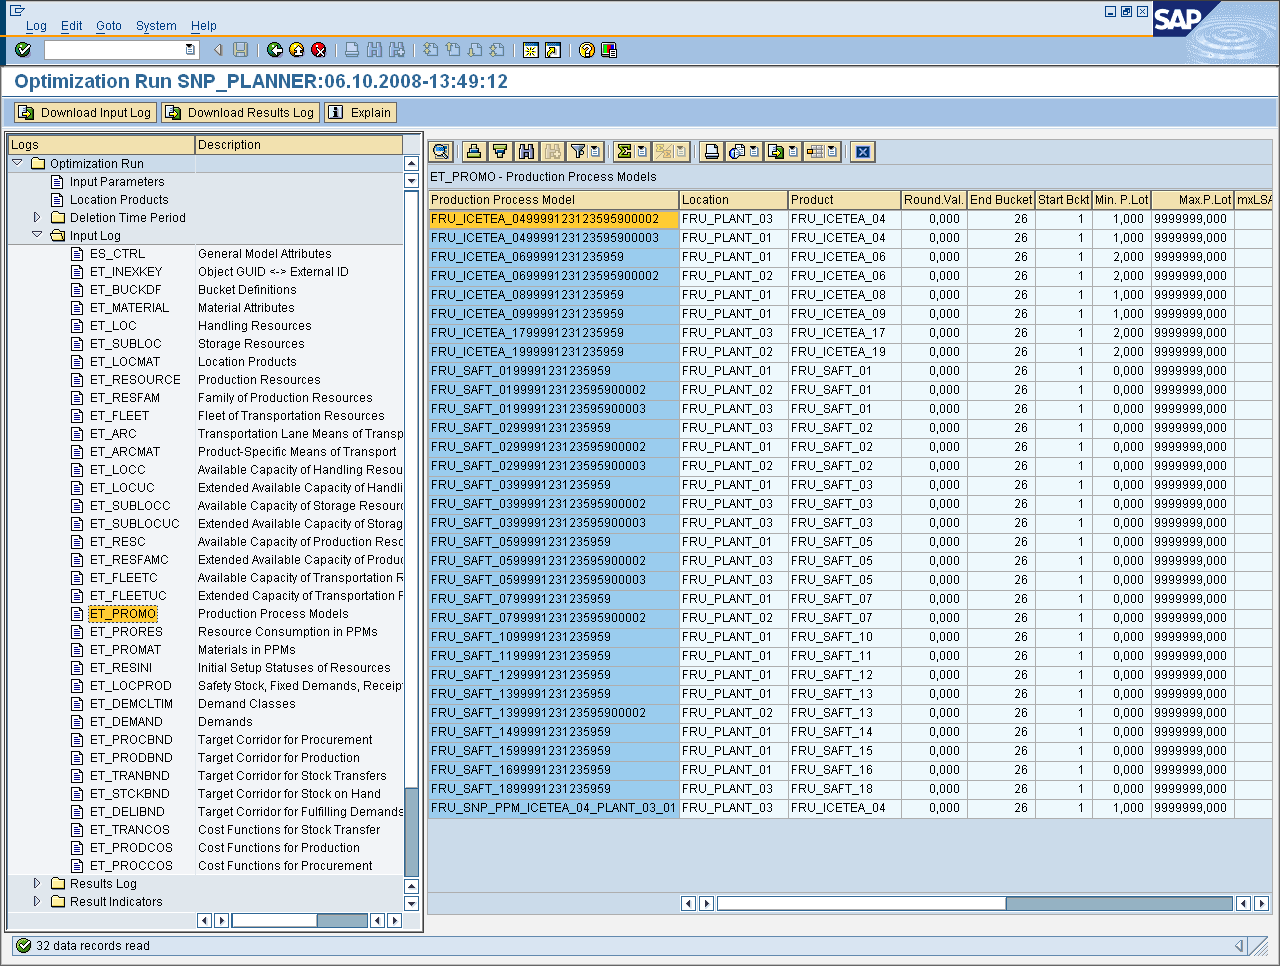 Log Edit Goto System Help
SAP
Optimization Run SNP_PLANNER:06.10.2008-13:49:12
Download Input Log Download Results Log Explain
Logs Description
Optimization Run
Input Parameters
Location Products
Deletion Time Period
Input Log
ES_CTRL General Model Attributes
ET_INEXKEY Object GUID <-> External ID
ET_BUCKDF Bucket Definitions
ET_MATERIAL Material Attributes
ET_LOC Handling Resources
ET_SUBLOC Storage Resources
ET_LOCMAT Location Products
ET_RESOURCE Production Resources
ET_RESFAM Family of Production Resources
ET_FLEET Fleet of Transportation Resources
ET_ARC Transportation Lane Means of Transp
ET_ARCMAT Product-Specific Means of Transport
ET_LOCC Available Capacity of Handling Resou
ET_LOCUC Extended Available Capacity of Handli
ET_SUBLOCC Available Capacity of Storage Resourc
ET_SUBLOCUC Extended Available Capacity of Storag
ET_RESC Available Capacity of Production Resc
ET_RESFAMC Extended Available Capacity of Produc
ET_FLEETC Available Capacity of Transportation R
ET_FLEETUC Extended Capacity of Transportation F
ET_PROMO Production Process Models
ET_PRORES Resource Consumption in PPMs
ET_PROMAT Materials in PPMs
ET_RESINI Initial Setup Statuses of Resources
ET_LOCPROD Safety Stock, Fixed Demands, Receipt
ET_DEMCLTIM Demand Classes
ET_DEMAND Demands
ET_PROCBND Target Corridor for Procurement
ET_PRODBND Target Corridor for Production
ET_TRANBND Target Corridor for Stock Transfers
ET_STCKBND Target Corridor for Stock on Hand
ET_DELIBND Target Corridor for Fulfilling Demands
ET_TRANCOS Cost Functions for Stock Transfer
ET_PRODCOS Cost Functions for Production
ET_PROCCOS Cost Functions for Procurement
Results Log
Result Indicators
ET_PROMO - Production Process Models
Production Process Model Location Product Round.Val. End Bucket Start Bckt Min. P.Lot Max.P.Lot mxLSA
FRU_ICETEA_0499991231235959​00002 FRU_PLANT_03 FRU_ICETEA_04 0,000 26 1 1,000 9999999,000
FRU_ICETEA_049999123123595900003 FRU_PLANT_01 FRU_ICETEA_04 0,000 26 1 1,000 9999999,000
FRU_ICETEA_0699991231235959 FRU_PLANT_01 FRU_ICETEA_06 0,000 26 1 2,000 9999999,000
FRU_ICETEA_069999123123595900002 FRU_PLANT_02 FRU_ICETEA_06 0,000 26 1 2,000 9999999,000
FRU_ICETEA_0899991231235959 FRU_PLANT_01 FRU_ICETEA_08 0,000 26 1 1,000 9999999,000
FRU_ICETEA_0999991231235959 FRU_PLANT_01 FRU_ICETEA_09 0,000 26 1 1,000 9999999,000
FRU_ICETEA_1799991231235959 FRU_PLANT_03 FRU_ICETEA_17 0,000 26 1 2,000 9999999,000
FRU_ICETEA_1999991231235959 FRU_PLANT_02 FRU_ICETEA_19 0,000 26 1 2,000 9999999,000
FRU_SAFT_0199991231235959 FRU_PLANT_01 FRU_SAFT_01 0,000 26 1 0,000 9999999,000
FRU_SAFT_019999123123595900002 FRU_PLANT_02 FRU_SAFT_01 0,000 26 1 0,000 9999999,000
FRU_SAFT_019999123123595900003 FRU_PLANT_03 FRU_SAFT_01 0,000 26 1 0,000 9999999,000
FRU_SAFT_0299991231235959 FRU_PLANT_03 FRU_SAFT_02 0,000 26 1 0,000 9999999,000
FRU_SAFT_029999123123595900002 FRU_PLANT_01 FRU_SAFT_02 0,000 26 1 0,000 9999999,000
FRU_SAFT_029999123123595900003 FRU_PLANT_02 FRU_SAFT_02 0,000 26 1 0,000 9999999,000
FRU_SAFT_0399991231235959 FRU_PLANT_01 FRU_SAFT_03 0,000 26 1 0,000 9999999,000
FRU_SAFT_039999123123595900002 FRU_PLANT_03 FRU_SAFT_03 0,000 26 1 0,000 9999999,000
FRU_SAFT_039999123123595900003 FRU_PLANT_03 FRU_SAFT_03 0,000 26 1 0,000 9999999,000
FRU_SAFT_0599991231235959 FRU_PLANT_01 FRU_SAFT_05 0,000 26 1 0,000 9999999,000
FRU_SAFT_059999123123595900002 FRU_PLANT_03 FRU_SAFT_05 0,000 26 1 0,000 9999999,000
FRU_SAFT_059999123123595900003 FRU_PLANT_03 FRU_SAFT_05 0,000 26 1 0,000 9999999,000
FRU_SAFT_0799991231235959 FRU_PLANT_01 FRU_SAFT_07 0,000 26 1 0,000 9999999,000
FRU_SAFT_079999123123595900002 FRU_PLANT_02 FRU_SAFT_07 0,000 26 1 0,000 9999999,000
FRU_SAFT_1099991231235959 FRU_PLANT_01 FRU_SAFT_10 0,000 26 1 0,000 9999999,000
FRU_SAFT_1199991231235959 FRU_PLANT_01 FRU_SAFT_11 0,000 26 1 0,000 9999999,000
FRU_SAFT_1299991231235959 FRU_PLANT_01 FRU_SAFT_12 0,000 26 1 0,000 9999999,000
FRU_SAFT_1399991231235959 FRU_PLANT_01 FRU_SAFT_13 0,000 26 1 0,000 9999999,000
FRU_SAFT_139999123123595900002 FRU_PLANT_02 FRU_SAFT_13 0,000 26 1 0,000 9999999,000
FRU_SAFT_1499991231235959 FRU_PLANT_01 FRU_SAFT_14 0,000 26 1 0,000 9999999,000
FRU_SAFT_1599991231235959 FRU_PLANT_01 FRU_SAFT_15 0,000 26 1 0,000 9999999,000
FRU_SAFT_1699991231235959 FRU_PLANT_01 FRU_SAFT_16 0,000 26 1 0,000 9999999,000
FRU_SAFT_1899991231235959 FRU_PLANT_03 FRU_SAFT_18 0,000 26 1 0,000 9999999,000
FRU_SNP_PPM_ICETEA_04_PLANT_03_01 FRU_PLANT_03 FRU_ICETEA_04 0,000 26 1 1,000 9999999,000
32 data records read